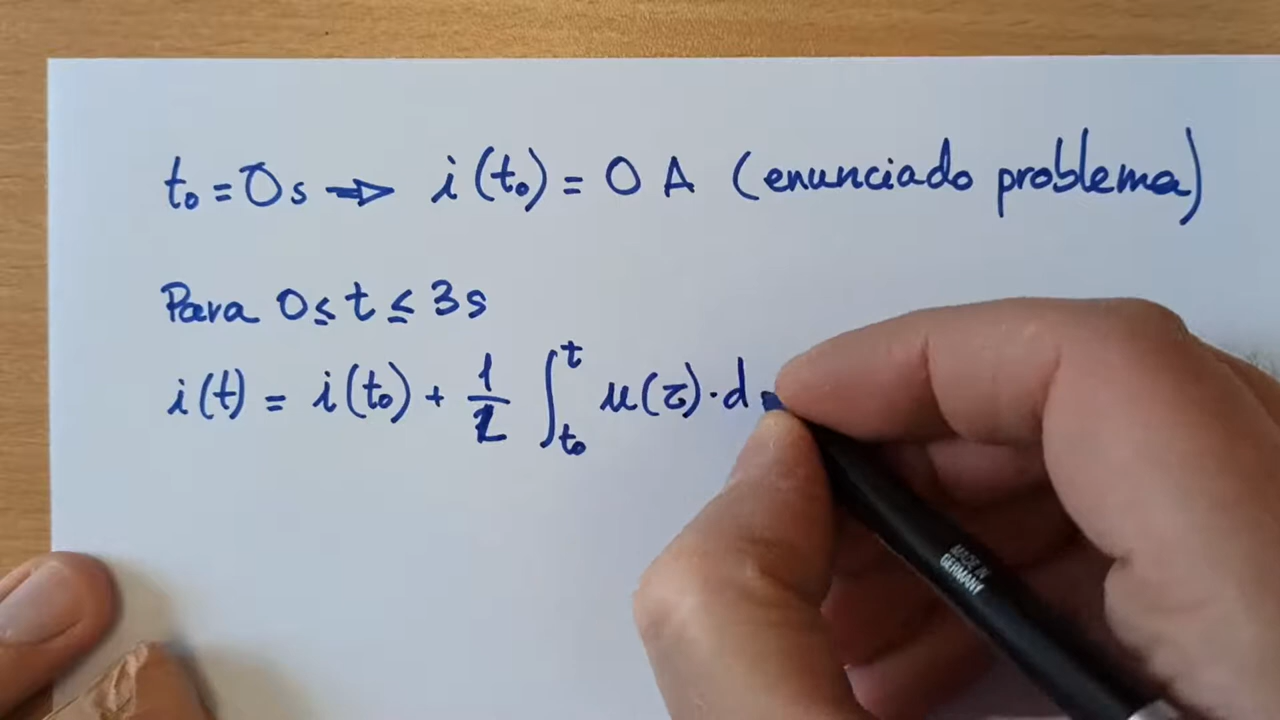 t₀ = 0 s ⇒ i(t₀) = 0 A (enunciado problema)
Para 0 ≤ t ≤ 3 s
i(t) = i(t₀) + 1/L ∫_{t₀}^{t} u(τ)·d
MADE IN
GERMANY